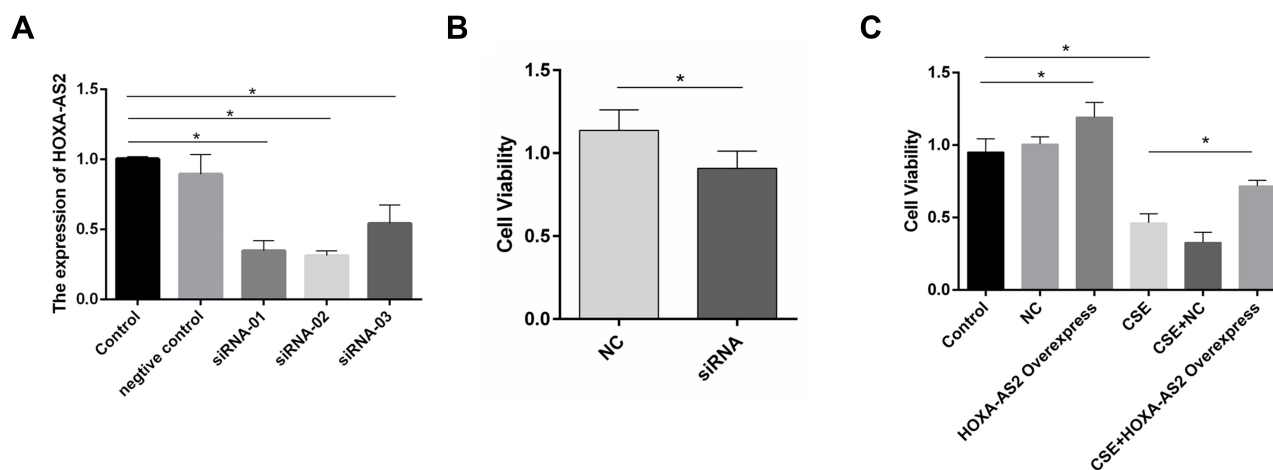 A
The expression of HOXA-AS2
1.5
1.0
0.5
0.0
*
*
*
Control
negtive control
siRNA-01
siRNA-02
siRNA-03
B
Cell Viability
1.5
1.0
0.5
0.0
*
NC
siRNA
C
Cell Viability
1.5
1.0
0.5
0.0
*
*
*
Control
NC
HOXA-AS2 Overexpress
CSE
CSE+NC
CSE+HOXA-AS2 Overexpress